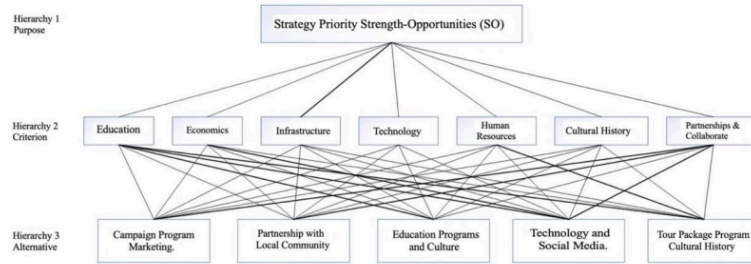 Hierarchy 1
Purpose
Strategy Priority Strength-Opportunities (SO)
Hierarchy 2
Criterion
Education
Economics
Infrastructure
Technology
Human
Resources
Cultural History
Partnerships &
Collaborate
Hierarchy 3
Alternative
Campaign Program
Marketing.
Partnership with
Local Community
Education Programs
and Culture
Technology and
Social Media.
Tour Package Program
Cultural History